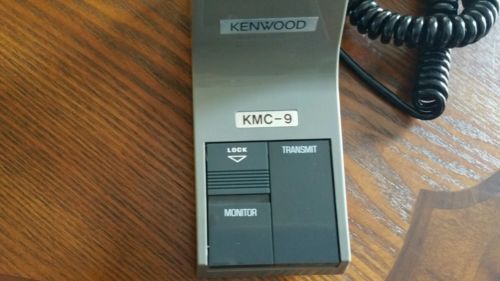 KENWOOD
KMC-9
LOCK
TRANSMIT
MONITOR